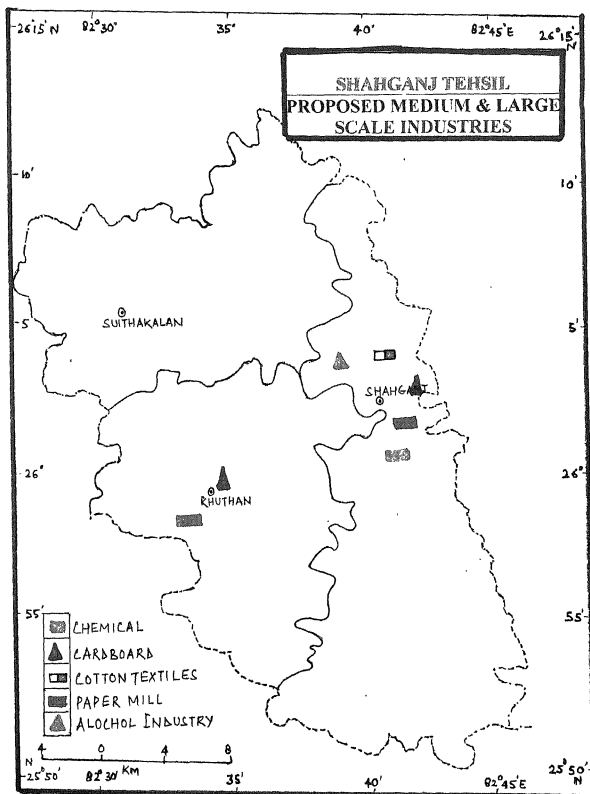 26°15' N 82°30' 35' 40' 82°45'E 26°15' N
SHAHGANJ TEHSIL
PROPOSED MEDIUM & LARGE
SCALE INDUSTRIES
10' 10'
SUITHAKALAN
5' 5'
SHAHGANJ
26° 26°
RHUTHAN
55' 55'
CHEMICAL
CARDBOARD
COTTON TEXTILES
PAPER MILL
ALOCHOL INDUSTRY
4 0 4 8
KM
N
25°50' 82°30' 35' 40' 82°45'E 25°50' N